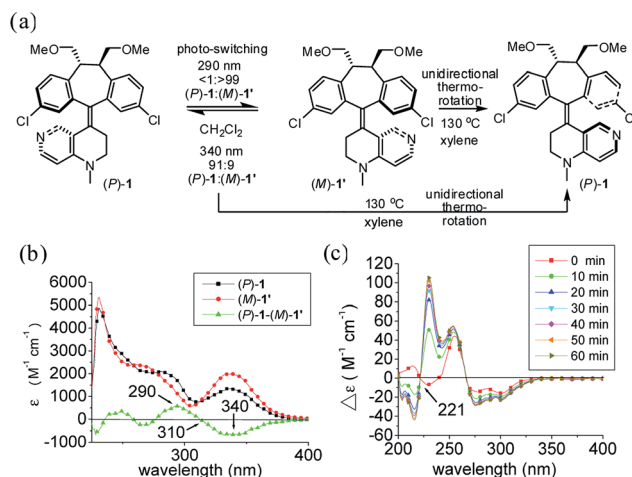 (a)
MeO OMe
Cl Cl
N
N
(P)-1
photo-switching
290 nm
<1:>99
(P)-1:(M)-1'
CH2Cl2
340 nm
91:9
(P)-1:(M)-1'
MeO OMe
Cl Cl
N
N
(M)-1'
unidirectional
thermo-
rotation
130 °C
xylene
MeO OMe
Cl Cl
N
N
(P)-1
130 °C
xylene
unidirectional
thermo-
rotation
(b)
6000
5000
4000
3000
2000
1000
0
-1000
ε (M-1 cm-1)
(P)-1
(M)-1'
(P)-1-(M)-1'
290
310
340
300 400
wavelength (nm)
(c)
120
100
80
60
40
20
0
-20
-40
-60
△ε (M-1 cm-1)
221
0 min
10 min
20 min
30 min
40 min
50 min
60 min
200 250 300 350 400
wavelength (nm)